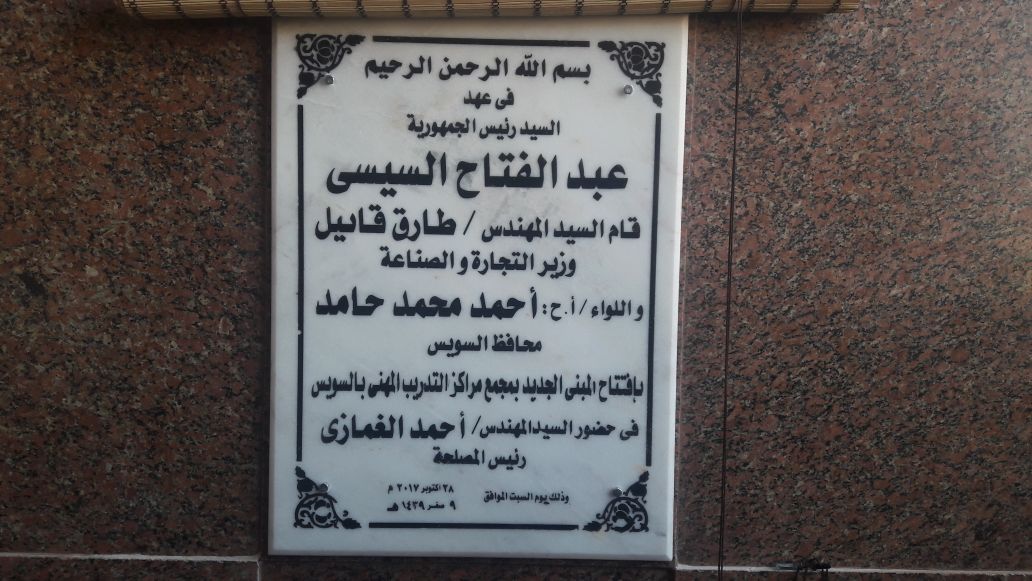 بسم الله الرحمن الرحيم
فى عهد
السيد رئيس الجمهورية
عبد الفتاح السيسى
قام السيد المهندس / طارق قابيل
وزير التجارة و الصناعة
و اللواء / أ.ح : أحمد محمد حامد
محافظ السويس
بإفتتاح المبنى الجديد بمجمع مراكز التدريب المهنى بالسويس
فى حضور السيد المهندس / أحمد الغمازى
رئيس المصلحة
وذلك يوم السبت الموافق ٢٨ اكتوبر ٢٠١٧ م
٩ صفر ١٤٣٩ هـ